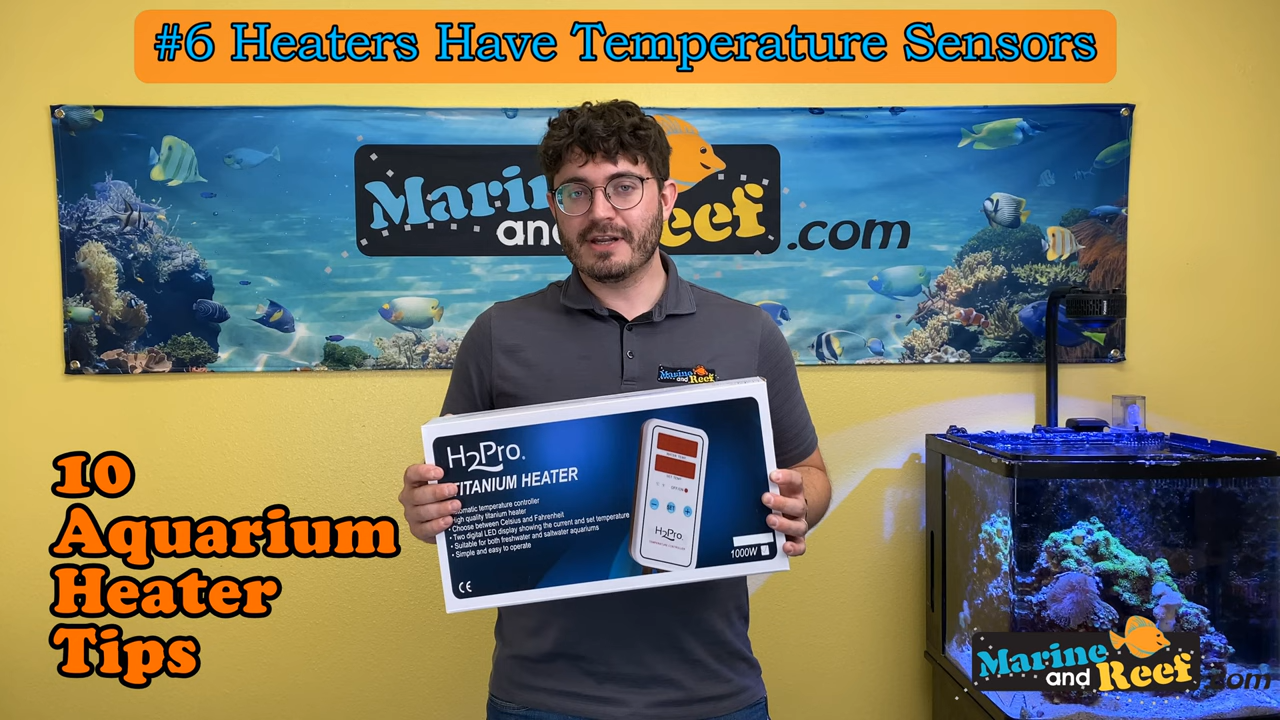 #6 Heaters Have Temperature Sensors
Marine
and Reef
.com
Marine
and Reef
H2Pro.
TITANIUM HEATER
Automatic temperature controller
High quality titanium heater
• Choose between Celsius and Fahrenheit
• Two digital LED display showing the current and set temperature
• Suitable for both freshwater and saltwater aquariums
• Simple and easy to operate
CE
SET
H2Pro.
1000W
10
Aquarium
Heater
Tips
Marine
and Reef
.com